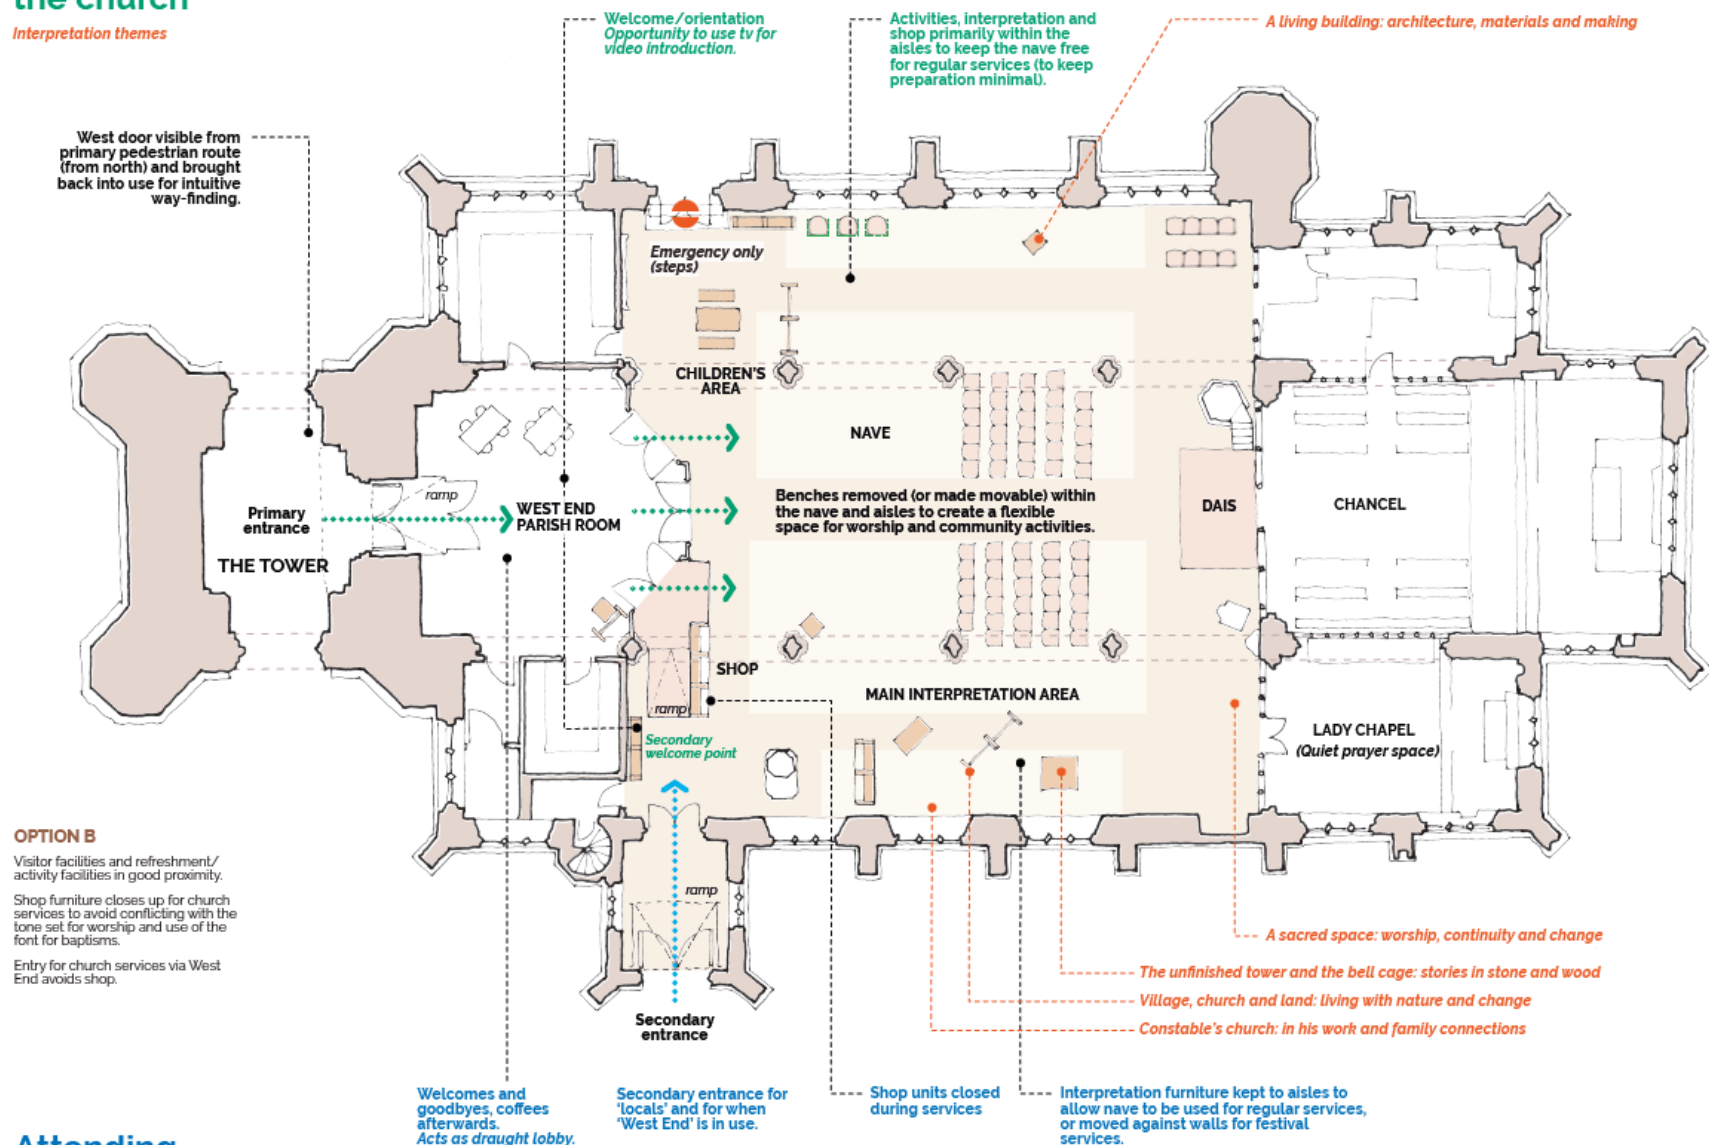 the church
Interpretation themes
Welcome/orientation
Opportunity to use tv for
video introduction.
Activities, interpretation and
shop primarily within the
aisles to keep the nave free
for regular services (to keep
preparation minimal).
A living building: architecture, materials and making
West door visible from
primary pedestrian route
(from north) and brought
back into use for intuitive
way-finding.
Emergency only
(steps)
CHILDREN'S
AREA
NAVE
ramp
WEST END
PARISH ROOM
Primary
entrance
THE TOWER
Benches removed (or made movable) within
the nave and aisles to create a flexible
space for worship and community activities.
DAIS
CHANCEL
SHOP
MAIN INTERPRETATION AREA
ramp
Secondary
welcome point
LADY CHAPEL
(Quiet prayer space)
OPTION B
Visitor facilities and refreshment/
activity facilities in good proximity.
Shop furniture closes up for church
services to avoid conflicting with the
tone set for worship and use of the
font for baptisms.
Entry for church services via West
End avoids shop.
ramp
Secondary
entrance
A sacred space: worship, continuity and change
The unfinished tower and the bell cage: stories in stone and wood
Village, church and land: living with nature and change
Constable's church: in his work and family connections
Welcomes and
goodbyes, coffees
afterwards.
Acts as draught lobby.
Secondary entrance for
'locals' and for when
'West End' is in use.
Shop units closed
during services
Interpretation furniture kept to aisles to
allow nave to be used for regular services,
or moved against walls for festival
services.
Attending